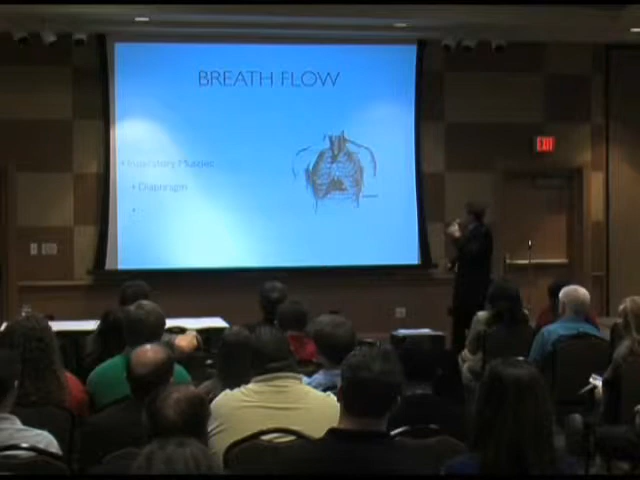 BREATH FLOW
• Inspiratory Muscles
• Diaphragm
•
EXIT